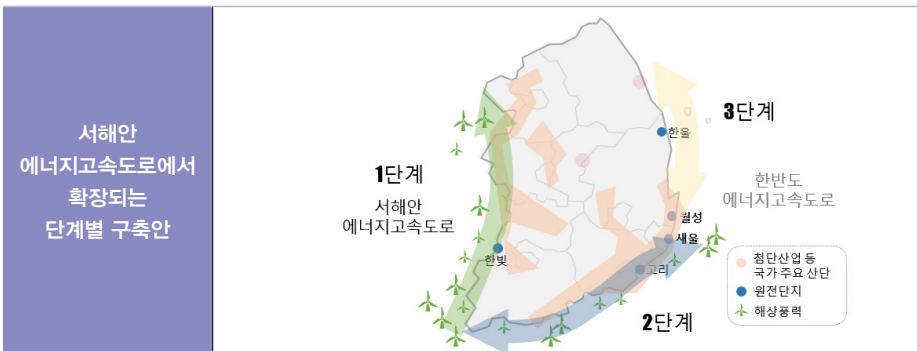 서해안
에너지고속도로에서
확장되는
단계별 구축안
3단계
한울
1단계
한반도
에너지고속도로
서해안
에너지고속도로
월성
새울
한빛
고리
첨단산업 등
국가 주요 산단
원전단지
해상풍력
2단계